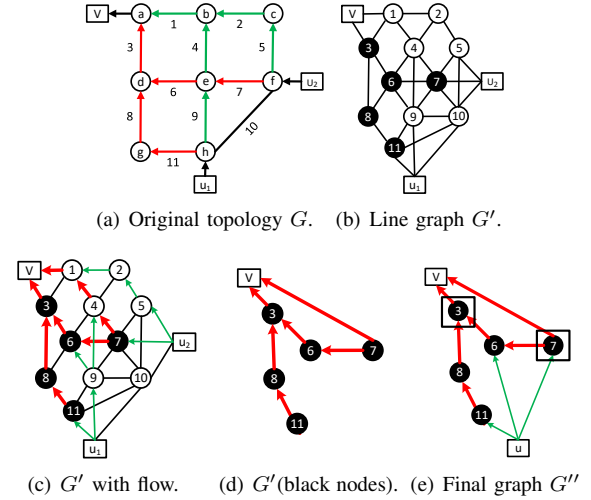 V a b c
1 2
3 4 5
d e f u₂
6 7
8 9 10
g h
11
u₁
(a) Original topology G.
V 1 2
3 4 5
6 7 u₂
8 9 10
11
u₁
(b) Line graph G′.
V 1 2
3 4 5
6 7 u₂
8 9 10
11
u₁
(c) G′ with flow.
V
3
6 7
8
11
(d) G′(black nodes).
V
3
6 7
8
11
u
(e) Final graph G′′